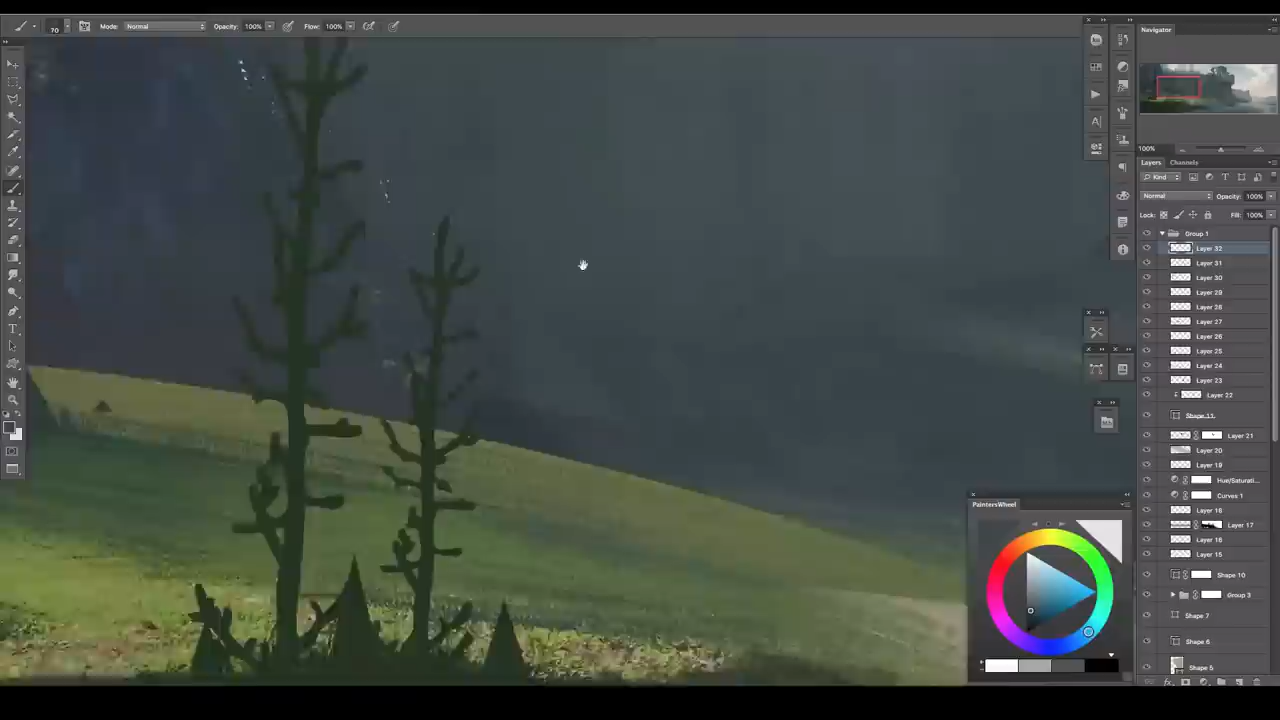 70 Mode: Normal Opacity: 100% Flow: 100%
Navigator
100%
Layers Channels
Kind
Normal Opacity: 100%
Lock: Fill: 100%
Group 1
Layer 32
Layer 31
Layer 30
Layer 29
Layer 28
Layer 27
Layer 26
Layer 25
Layer 24
Layer 23
Layer 22
Shape 11
Layer 21
Layer 20
Layer 19
Hue/Saturati...
Curves 1
Layer 18
Layer 17
Layer 16
Layer 15
Shape 10
Group 3
Shape 7
Shape 6
Shape 5
PaintersWheel